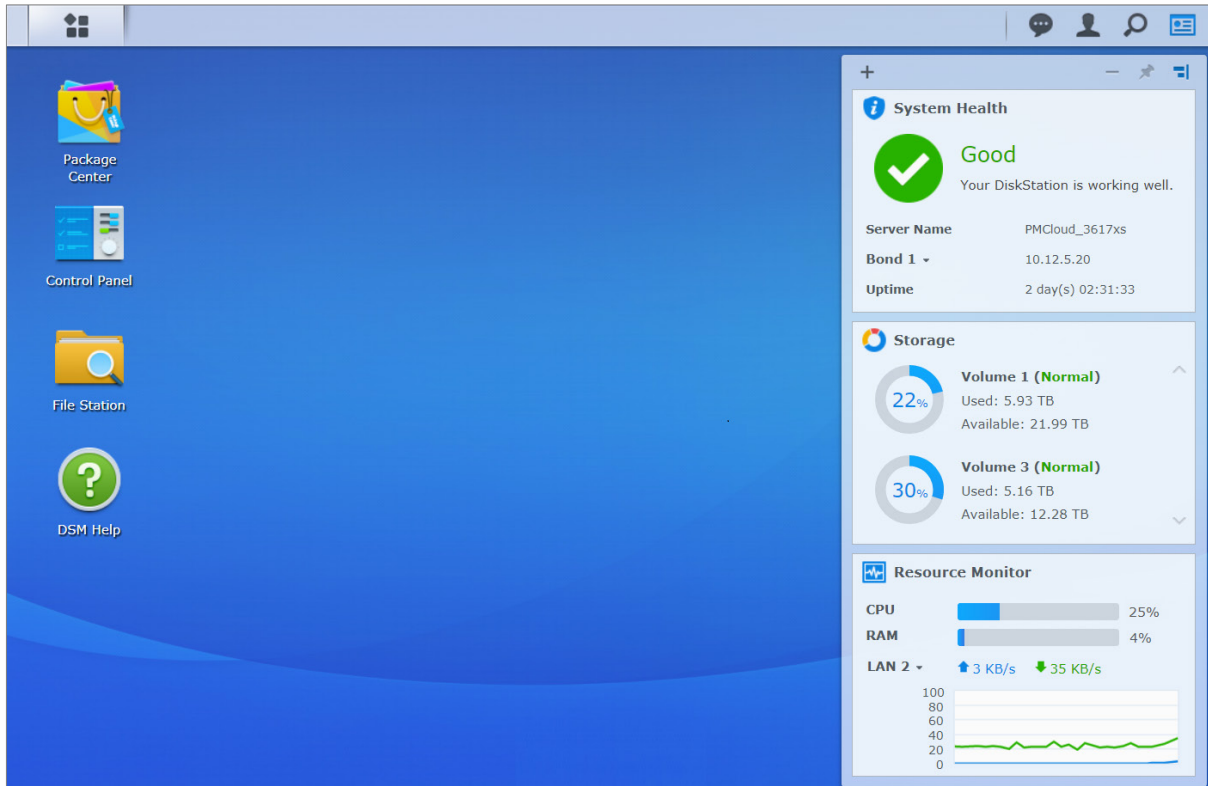 Package
Center
Control Panel
File Station
DSM Help
System Health
Good
Your DiskStation is working well.
Server Name PMCloud_3617xs
Bond 1 10.12.5.20
Uptime 2 day(s) 02:31:33
Storage
22%
Volume 1 (Normal)
Used: 5.93 TB
Available: 21.99 TB
30%
Volume 3 (Normal)
Used: 5.16 TB
Available: 12.28 TB
Resource Monitor
CPU 25%
RAM 4%
LAN 2 3 KB/s 35 KB/s
100
80
60
40
20
0